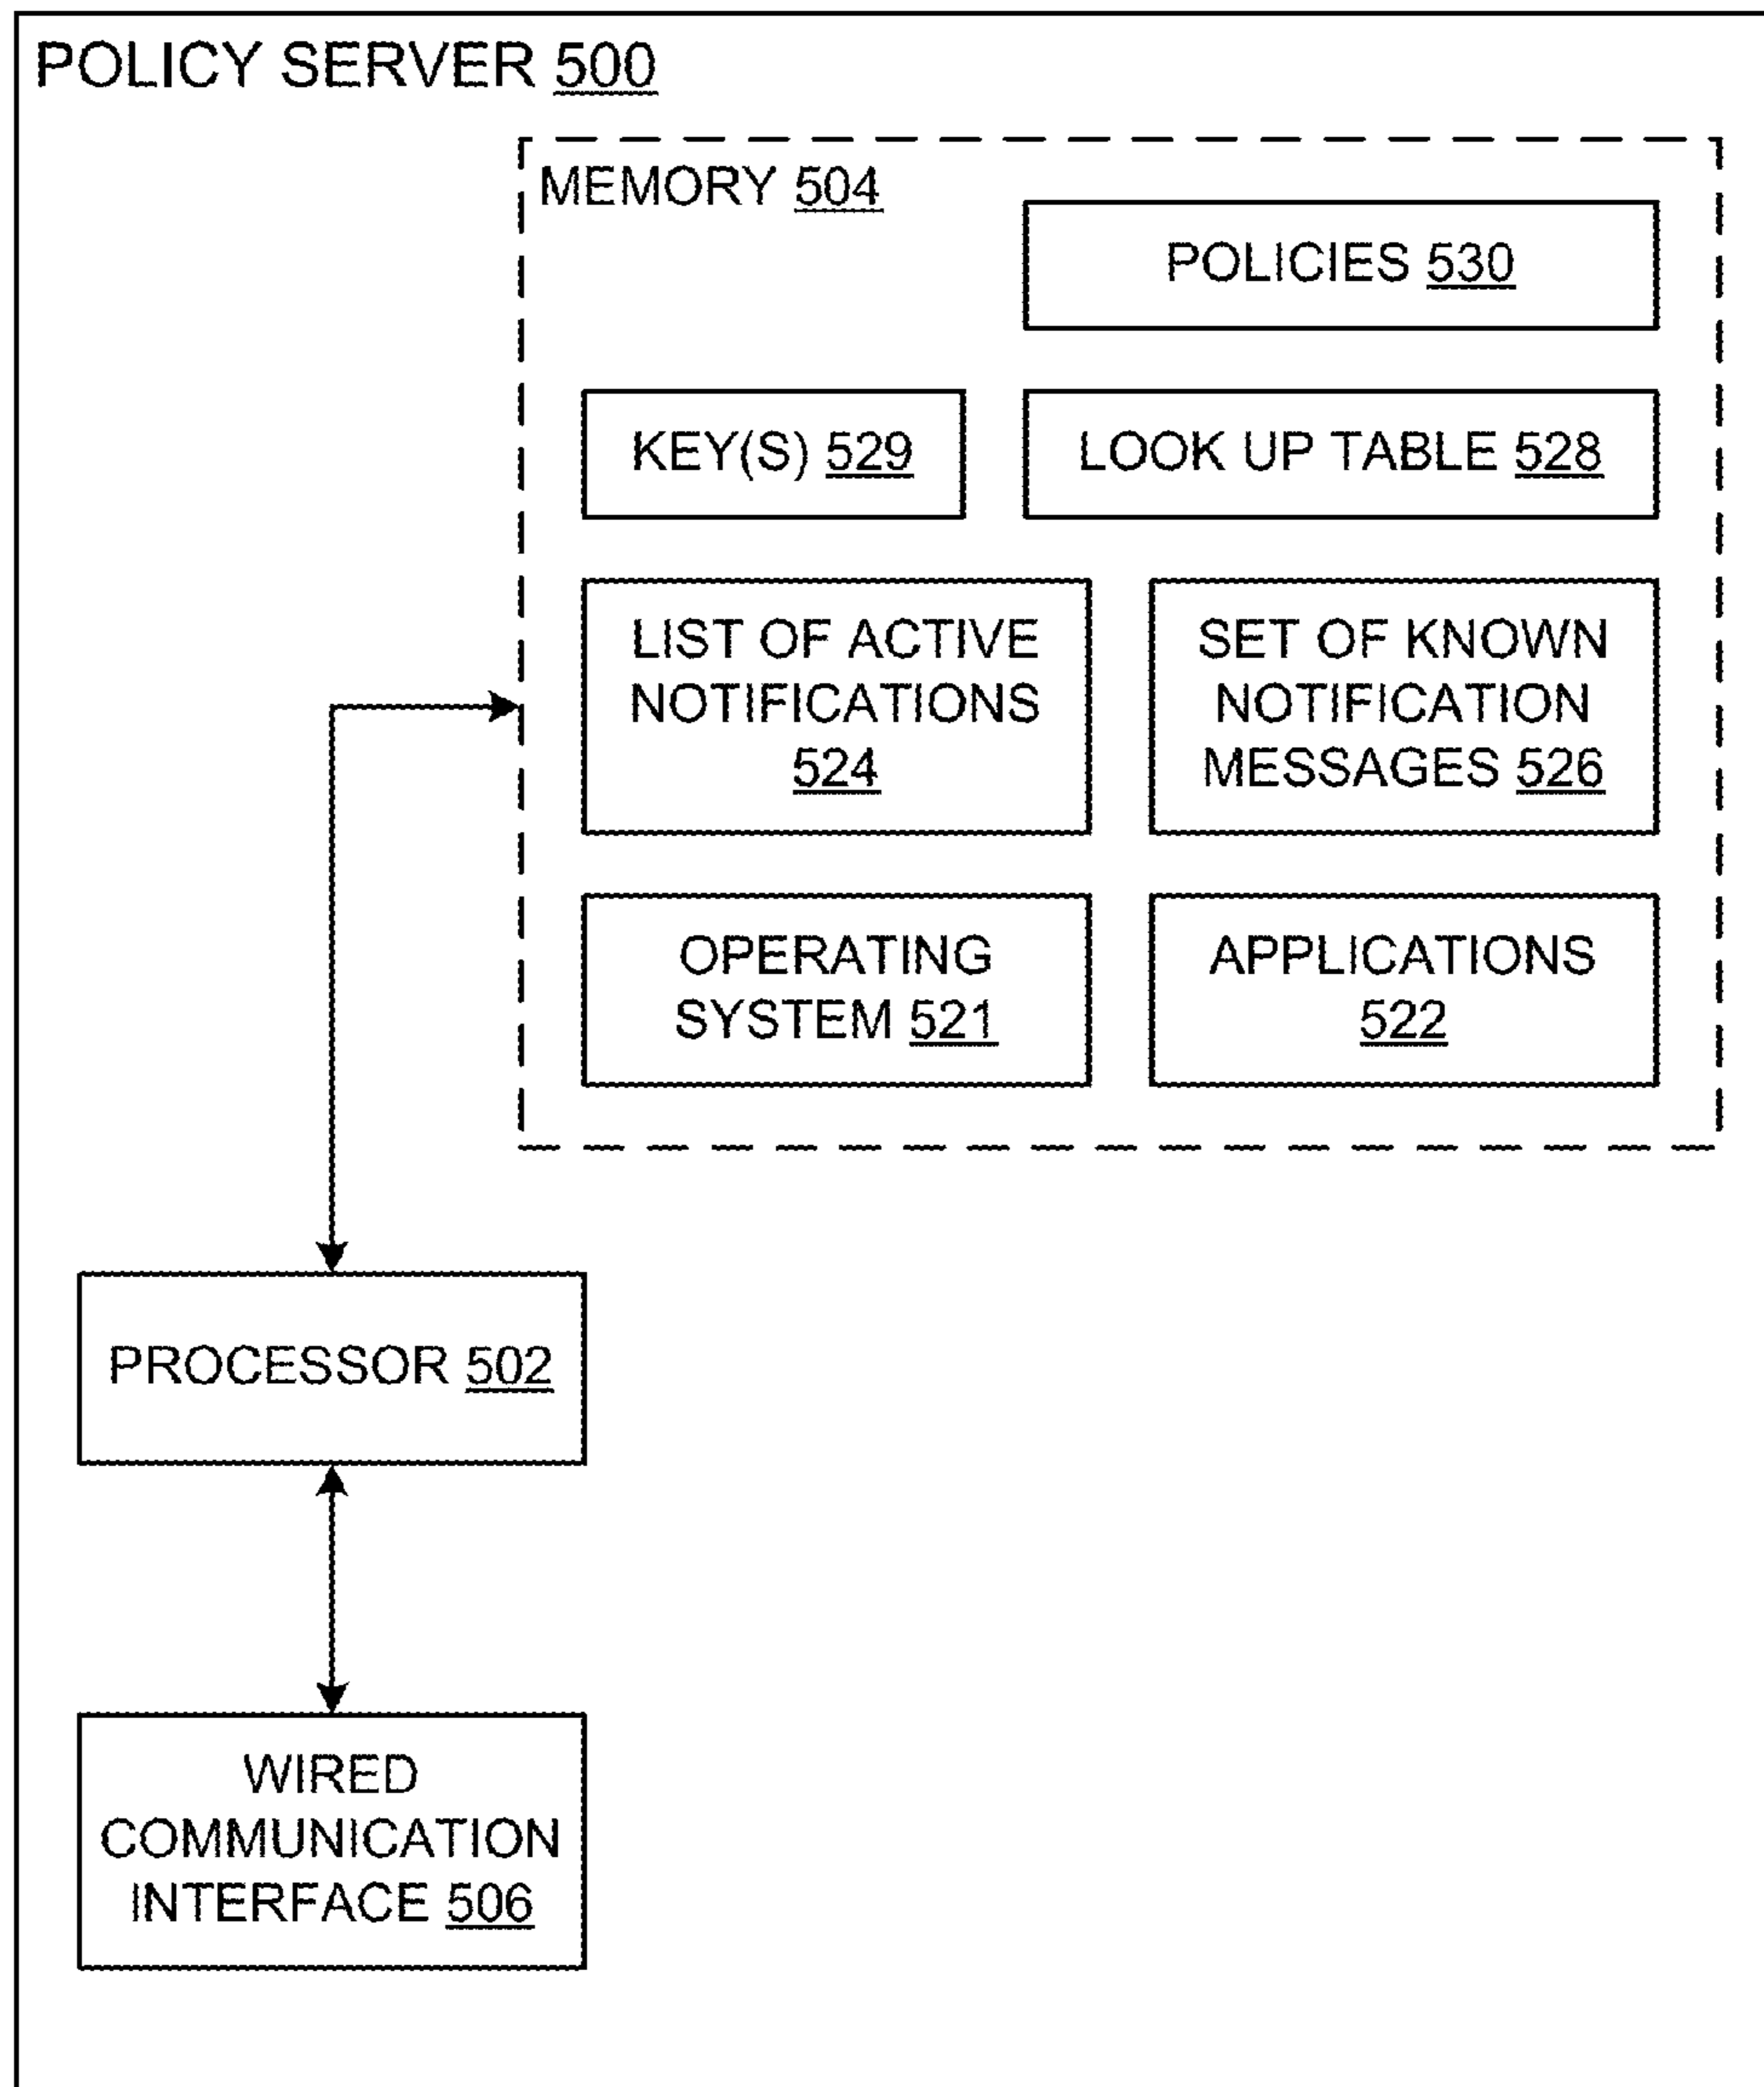 POLICY SERVER 500
MEMORY 504
POLICIES 530
KEY(S) 529
LOOK UP TABLE 528
LIST OF ACTIVE
NOTIFICATIONS
524
SET OF KNOWN
NOTIFICATION
MESSAGES 526
OPERATING
SYSTEM 521
APPLICATIONS
522
PROCESSOR 502
WIRED
COMMUNICATION
INTERFACE 506